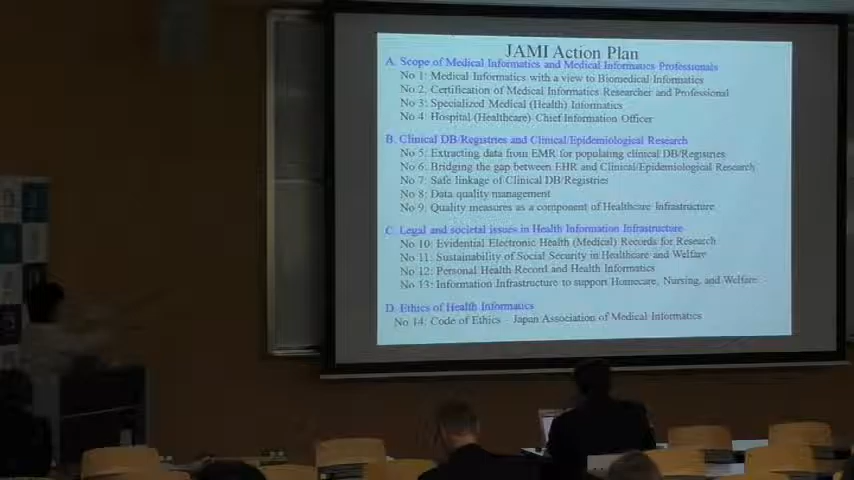 JAMI Action Plan
A. Scope of Medical Informatics and Medical Informatics Professionals
No 1: Medical Informatics with a view to Biomedical Informatics
No 2. Certification of Medical Informatics Researcher and Professional
No 3: Specialized Medical (Health) Informatics
No 4: Hospital (Healthcare) Chief Information Officer
B. Clinical DB/Registries and Clinical/Epidemiological Research
No 5: Extracting data from EMR for populating clinical DB/Registries
No 6: Bridging the gap between EHR and Clinical/Epidemiological Research
No 7: Safe linkage of Clinical DB/Registries
No 8: Data quality management
No 9. Quality measures as a component of Healthcare Infrastructure
C. Legal and societal issues in Health Information Infrastructure
No 10: Evidential Electronic Health (Medical) Records for Research
No 11: Sustainability of Social Security in Healthcare and Welfare
No 12: Personal Health Record and Health Informatics
No 13: Information Infrastructure to support Homecare, Nursing, and Welfare
D. Ethics of Health Informatics
No 14: Code of Ethics – Japan Association of Medical Informatics